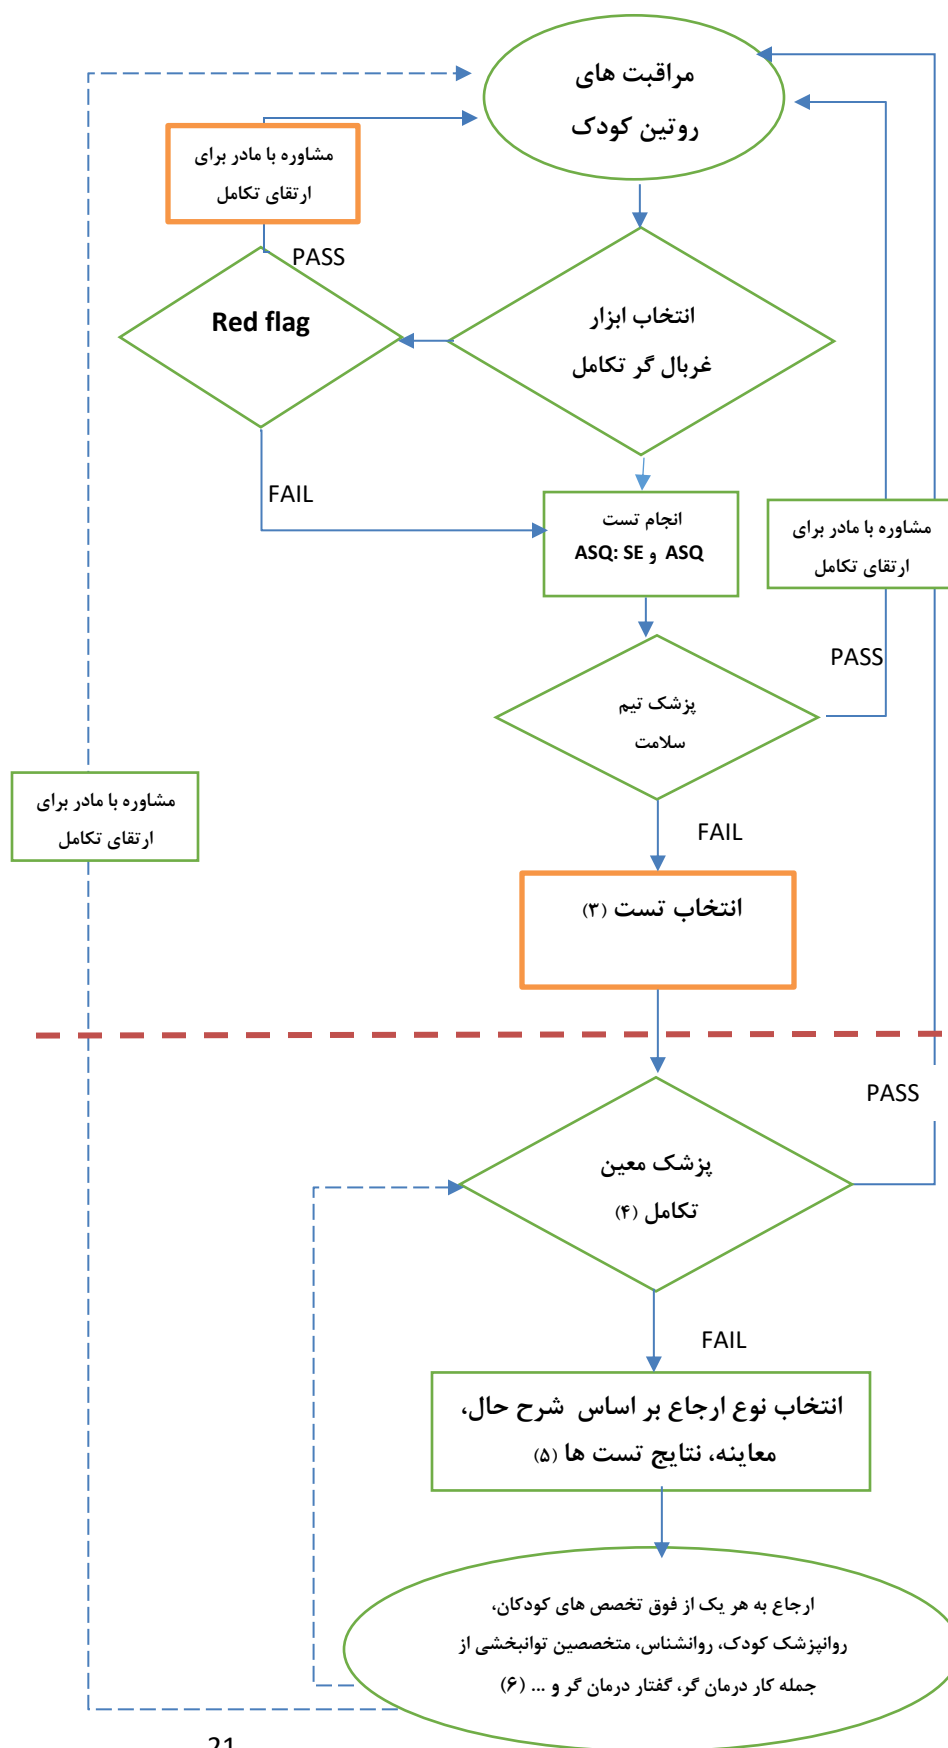 مراقبت های
روتین کودک
مشاوره با مادر برای
ارتقای تکامل
PASS
Red flag
انتخاب ابزار
غربال گر تکامل
FAIL
انجام تست
ASQ و ASQ: SE
مشاوره با مادر برای
ارتقای تکامل
PASS
پزشک تیم
سلامت
مشاوره با مادر برای
ارتقای تکامل
FAIL
انتخاب تست (۳)
PASS
پزشک معین
تکامل (۴)
FAIL
انتخاب نوع ارجاع بر اساس شرح حال،
معاینه، نتایج تست ها (۵)
ارجاع به هر یک از فوق تخصص های کودکان،
روانپزشک کودک، روانشناس، متخصصین توانبخشی از
جمله کار درمان گر، گفتار درمان گر و ... (۶)
21